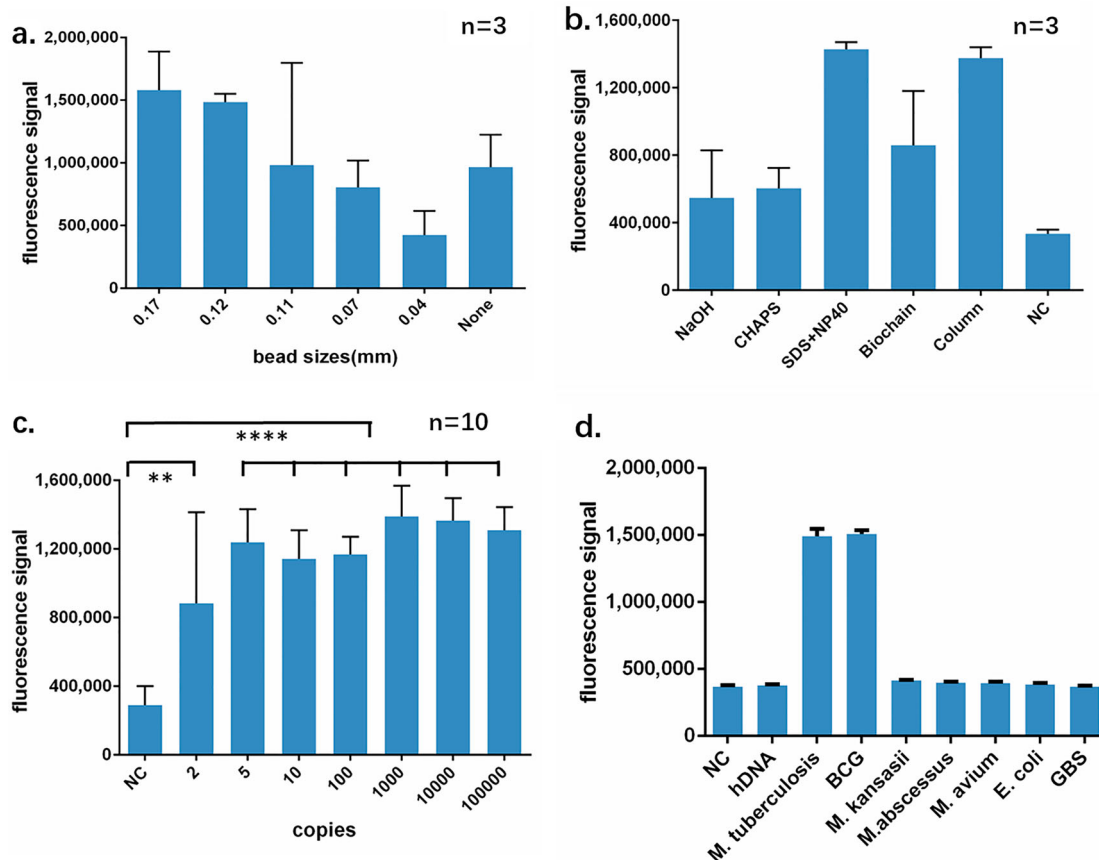 a.
n=3
2,000,000
1,500,000
1,000,000
500,000
0
fluorescence signal
0.17
0.12
0.11
0.07
0.04
None
bead sizes(mm)
b.
n=3
1,600,000
1,200,000
800,000
400,000
0
fluorescence signal
NaOH
CHAPS
SDS+NP40
Biochain
Column
NC
c.
n=10
****
**
1,600,000
1,200,000
800,000
400,000
0
fluorescence signal
NC
2
5
10
100
1000
10000
100000
copies
d.
2,000,000
1,500,000
1,000,000
500,000
0
fluorescence signal
NC
hDNA
M. tuberculosis
BCG
M. kansasii
M.abscessus
M. avium
E. coli
GBS